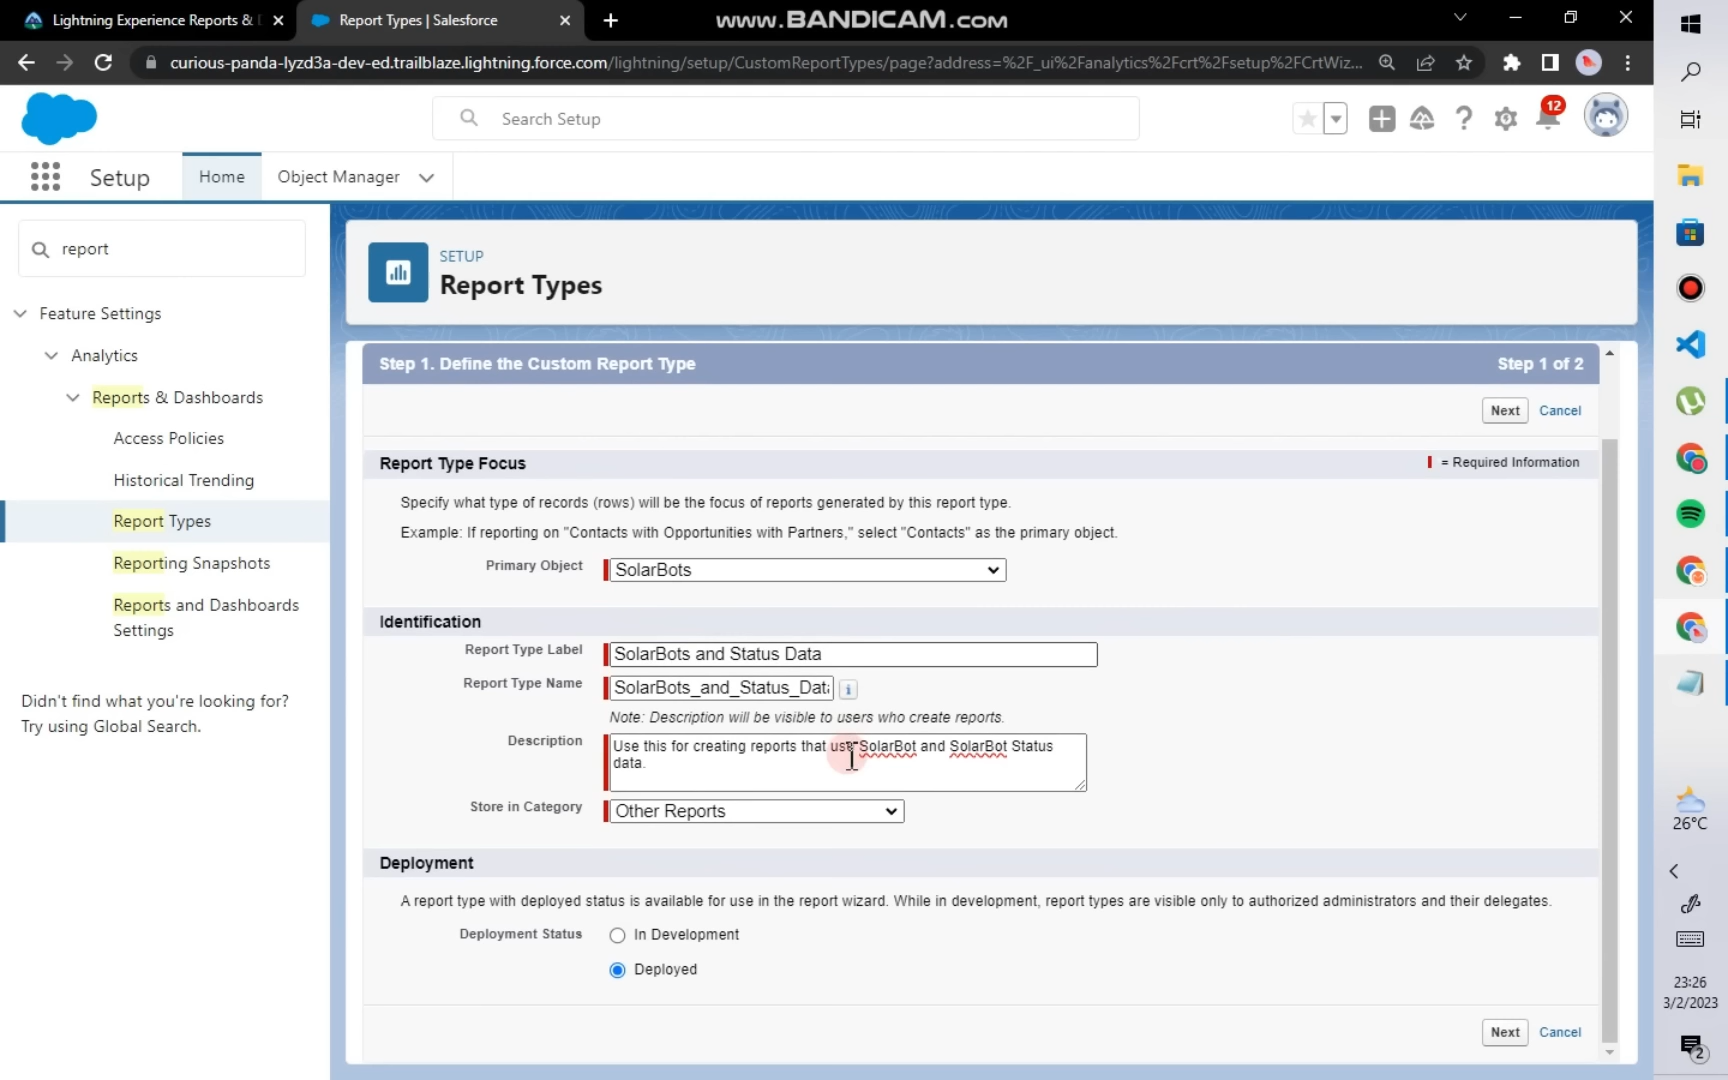 Lightning Experience Reports & D
Report Types | Salesforce
www.BANDICAM.com
curious-panda-lyzd3a-dev-ed.trailblaze.lightning.force.com/lightning/setup/CustomReportTypes/page?address=%2F_ui%2Fanalytics%2Fcrt%2Fsetup%2FCrtWiz...
Search Setup
12
Setup
Home
Object Manager
report
Feature Settings
Analytics
Reports & Dashboards
Access Policies
Historical Trending
Report Types
Reporting Snapshots
Reports and Dashboards
Settings
Didn't find what you're looking for?
Try using Global Search.
SETUP
Report Types
Step 1. Define the Custom Report Type
Step 1 of 2
Next
Cancel
Report Type Focus
= Required Information
Specify what type of records (rows) will be the focus of reports generated by this report type.
Example: If reporting on "Contacts with Opportunities with Partners," select "Contacts" as the primary object.
Primary Object
SolarBots
Identification
Report Type Label
SolarBots and Status Data
Report Type Name
SolarBots_and_Status_Data
Note: Description will be visible to users who create reports.
Description
Use this for creating reports that use SolarBot and SolarBot Status
data.
Store in Category
Other Reports
Deployment
A report type with deployed status is available for use in the report wizard. While in development, report types are visible only to authorized administrators and their delegates.
Deployment Status
In Development
Deployed
Next
Cancel
26°C
23:26
3/2/2023
2